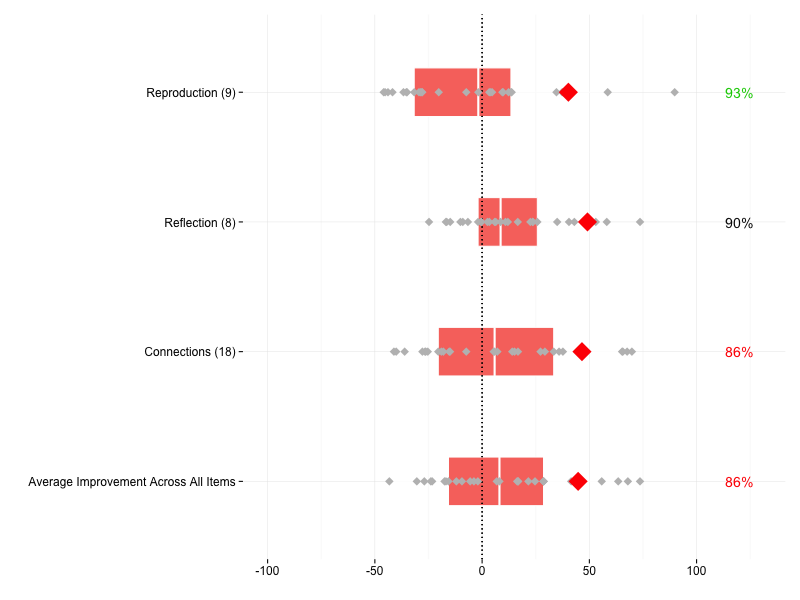 Reproduction (9) 93%
Reflection (8) 90%
Connections (18) 86%
Average Improvement Across All Items 86%
-100 -50 0 50 100